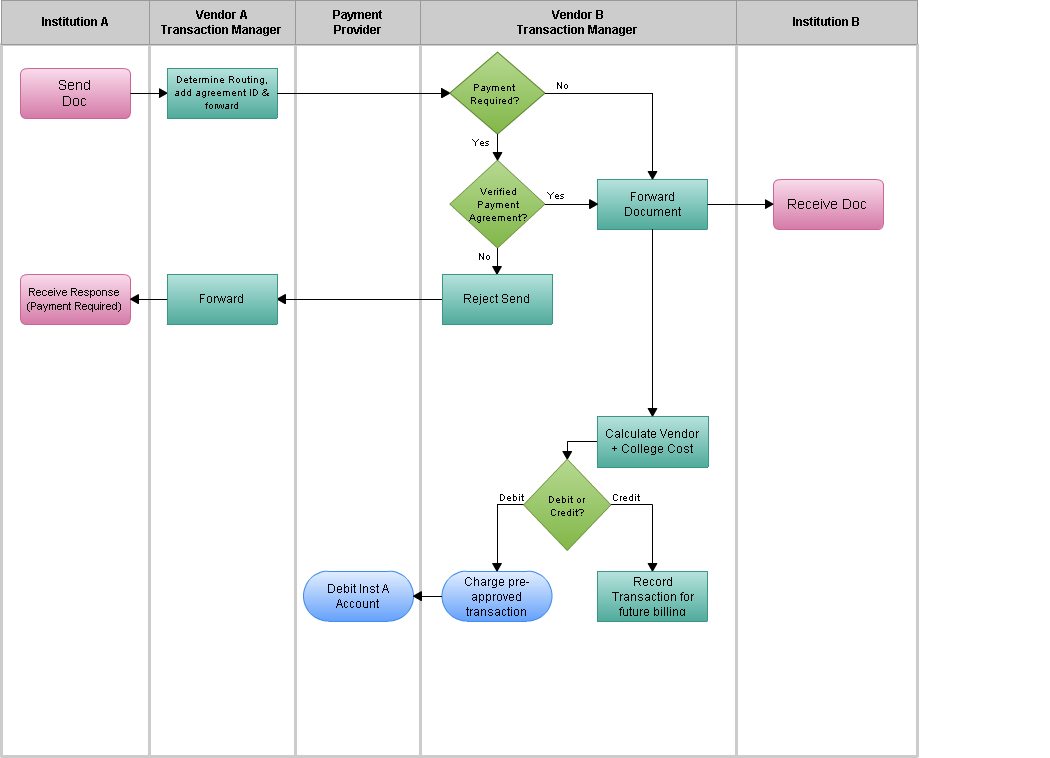 Institution A
Vendor A
Transaction Manager
Payment
Provider
Vendor B
Transaction Manager
Institution B
Send
Doc
Determine Routing,
add agreement ID &
forward
Payment
Required?
No
Yes
Verified
Payment
Agreement?
Yes
Forward
Document
Receive Doc
No
Receive Response
(Payment Required)
Forward
Reject Send
Calculate Vendor
+ College Cost
Debit
Debit or
Credit?
Credit
Debit Inst A
Account
Charge pre-
approved
transaction
Record
Transaction for
future billing